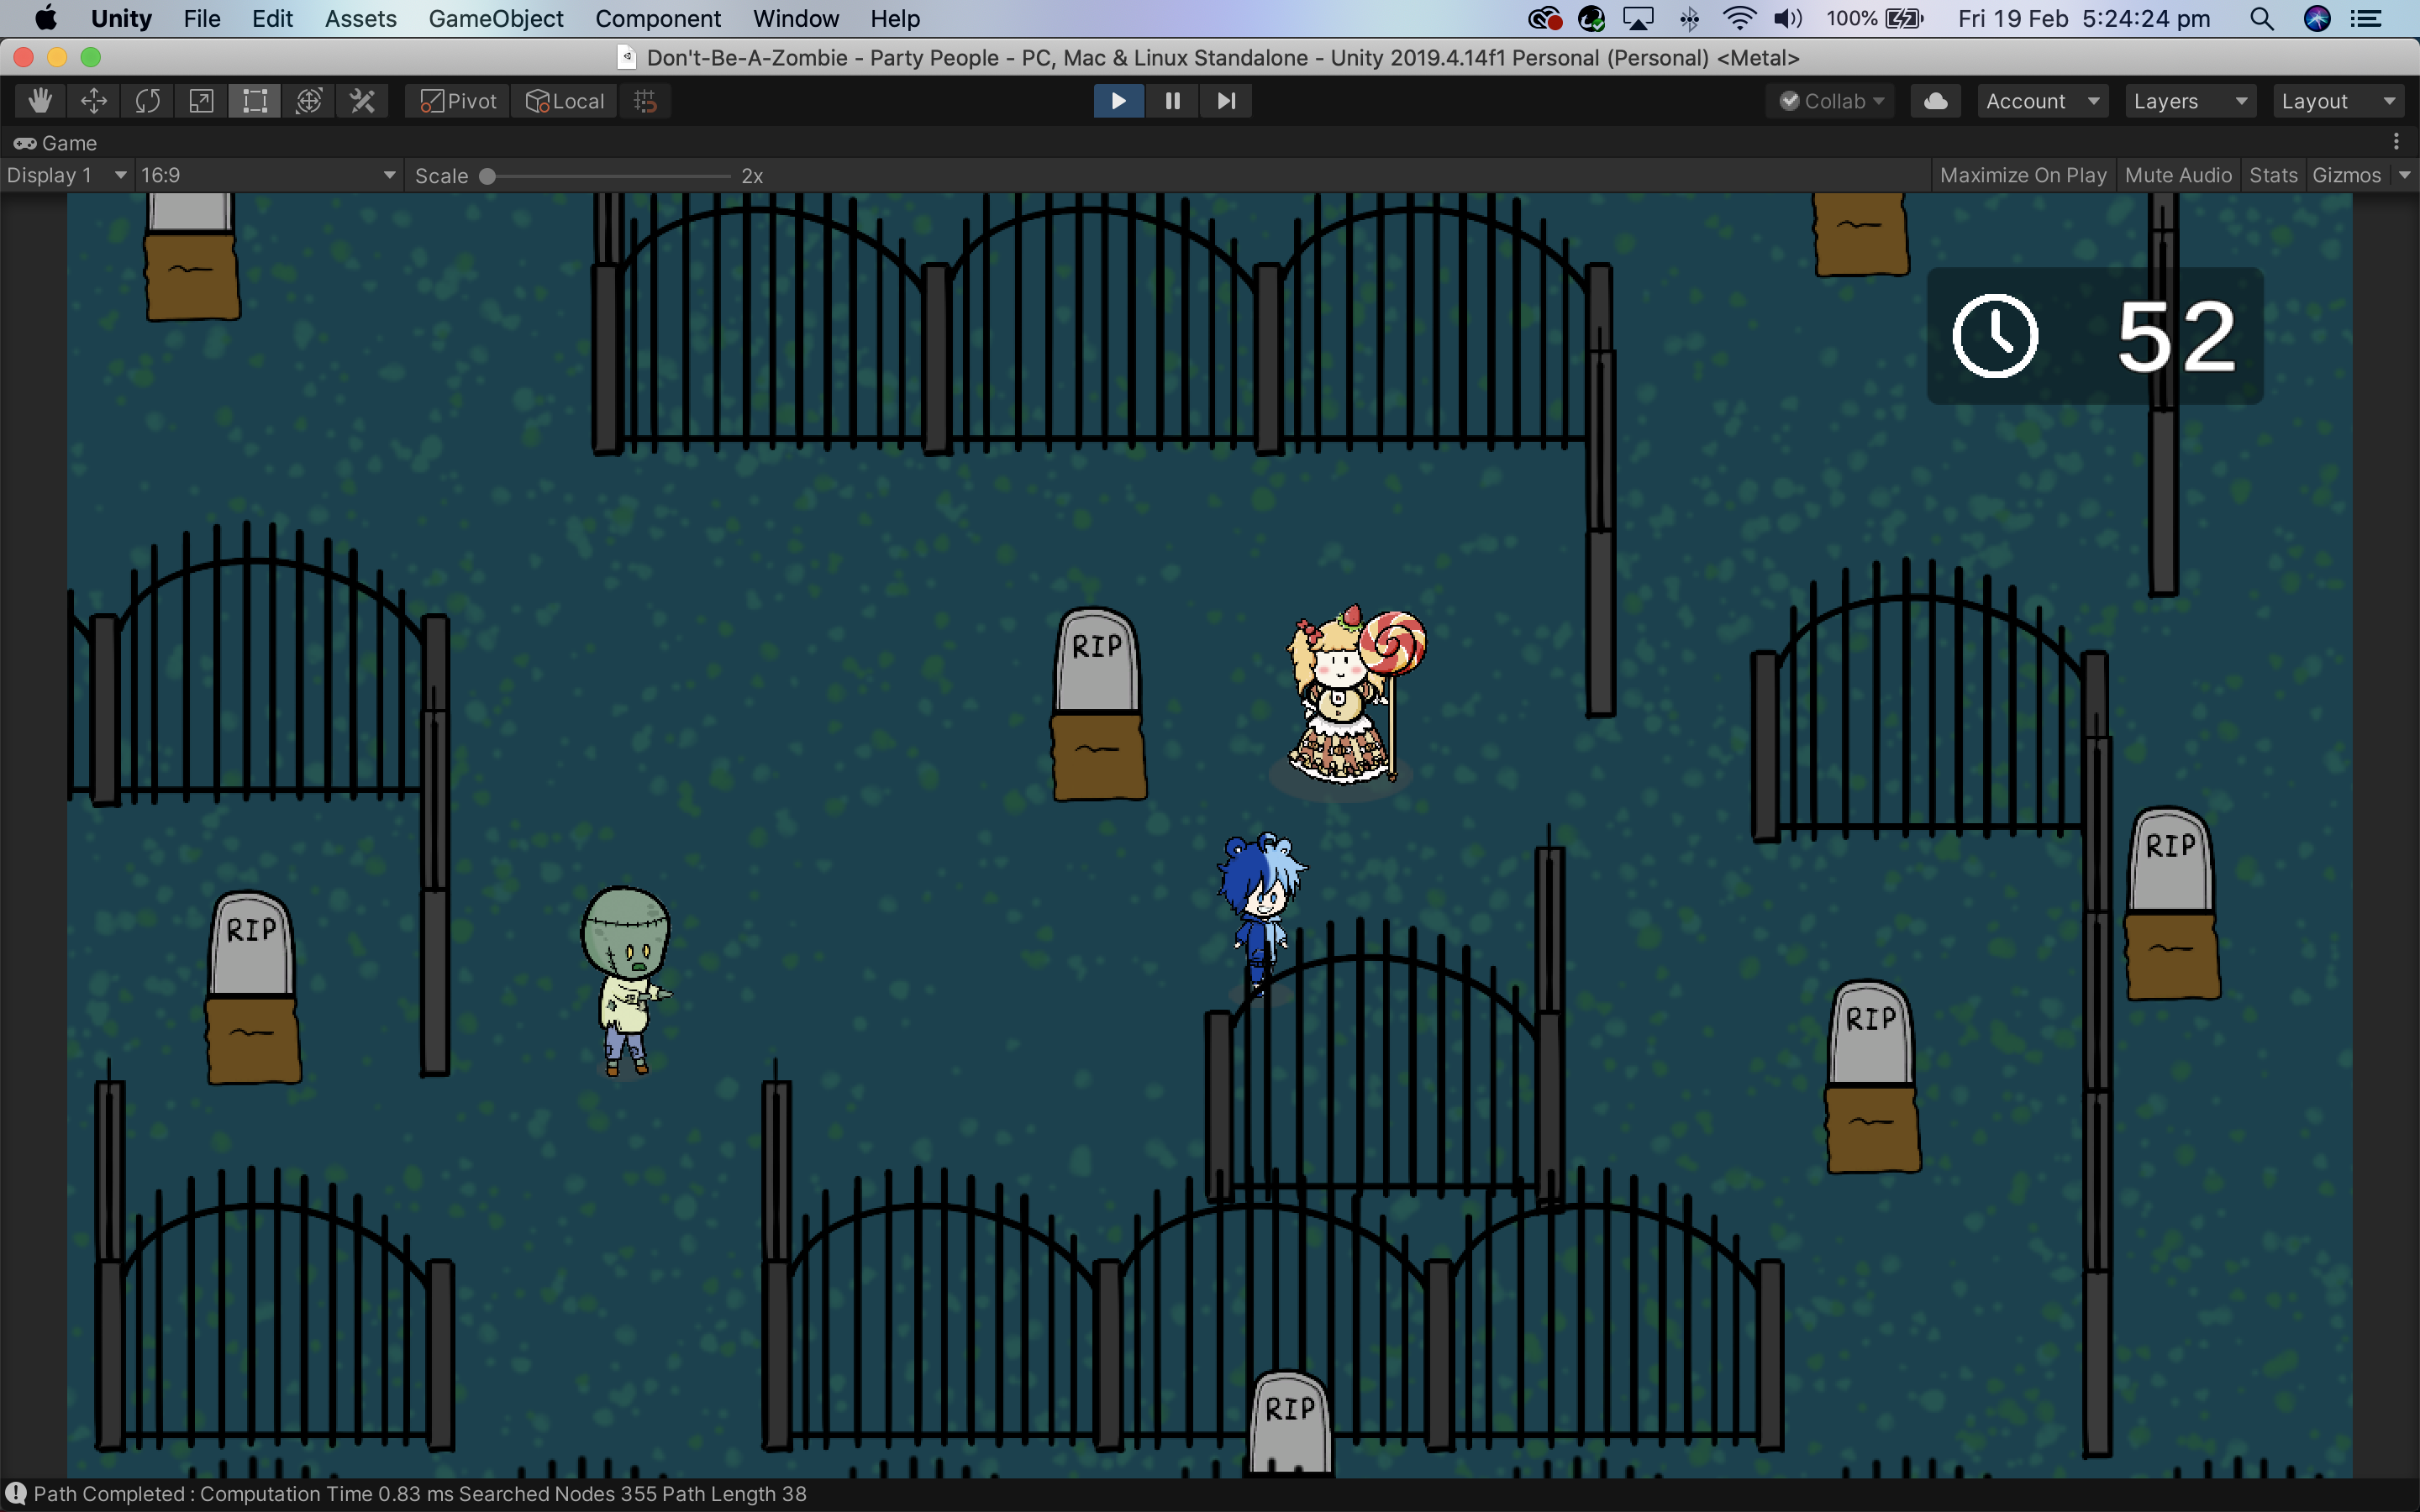 Unity File Edit Assets GameObject Component Window Help 100% Fri 19 Feb 5:24:24 pm
Don't-Be-A-Zombie - Party People - PC, Mac & Linux Standalone - Unity 2019.4.14f1 Personal (Personal) <Metal>
Pivot Local Collab Account Layers Layout
Game
Display 1 16:9 Scale 2x Maximize On Play Mute Audio Stats Gizmos
52
RIP
RIP
RIP
RIP
RIP
Path Completed : Computation Time 0.83 ms Searched Nodes 355 Path Length 38